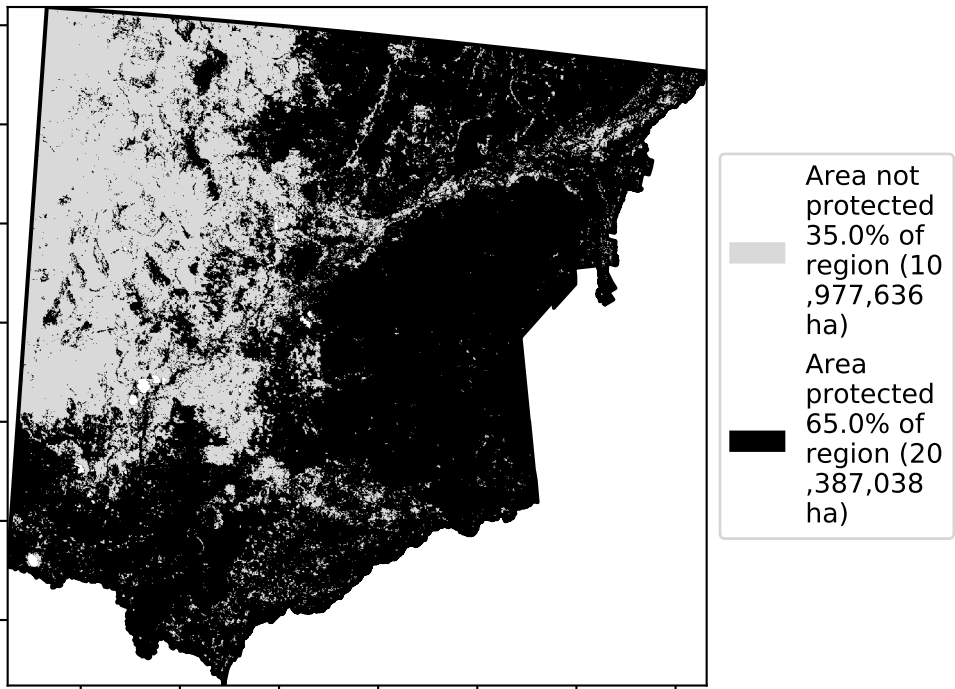 Area not
protected
35.0% of
region (10
,977,636
ha)
Area
protected
65.0% of
region (20
,387,038
ha)